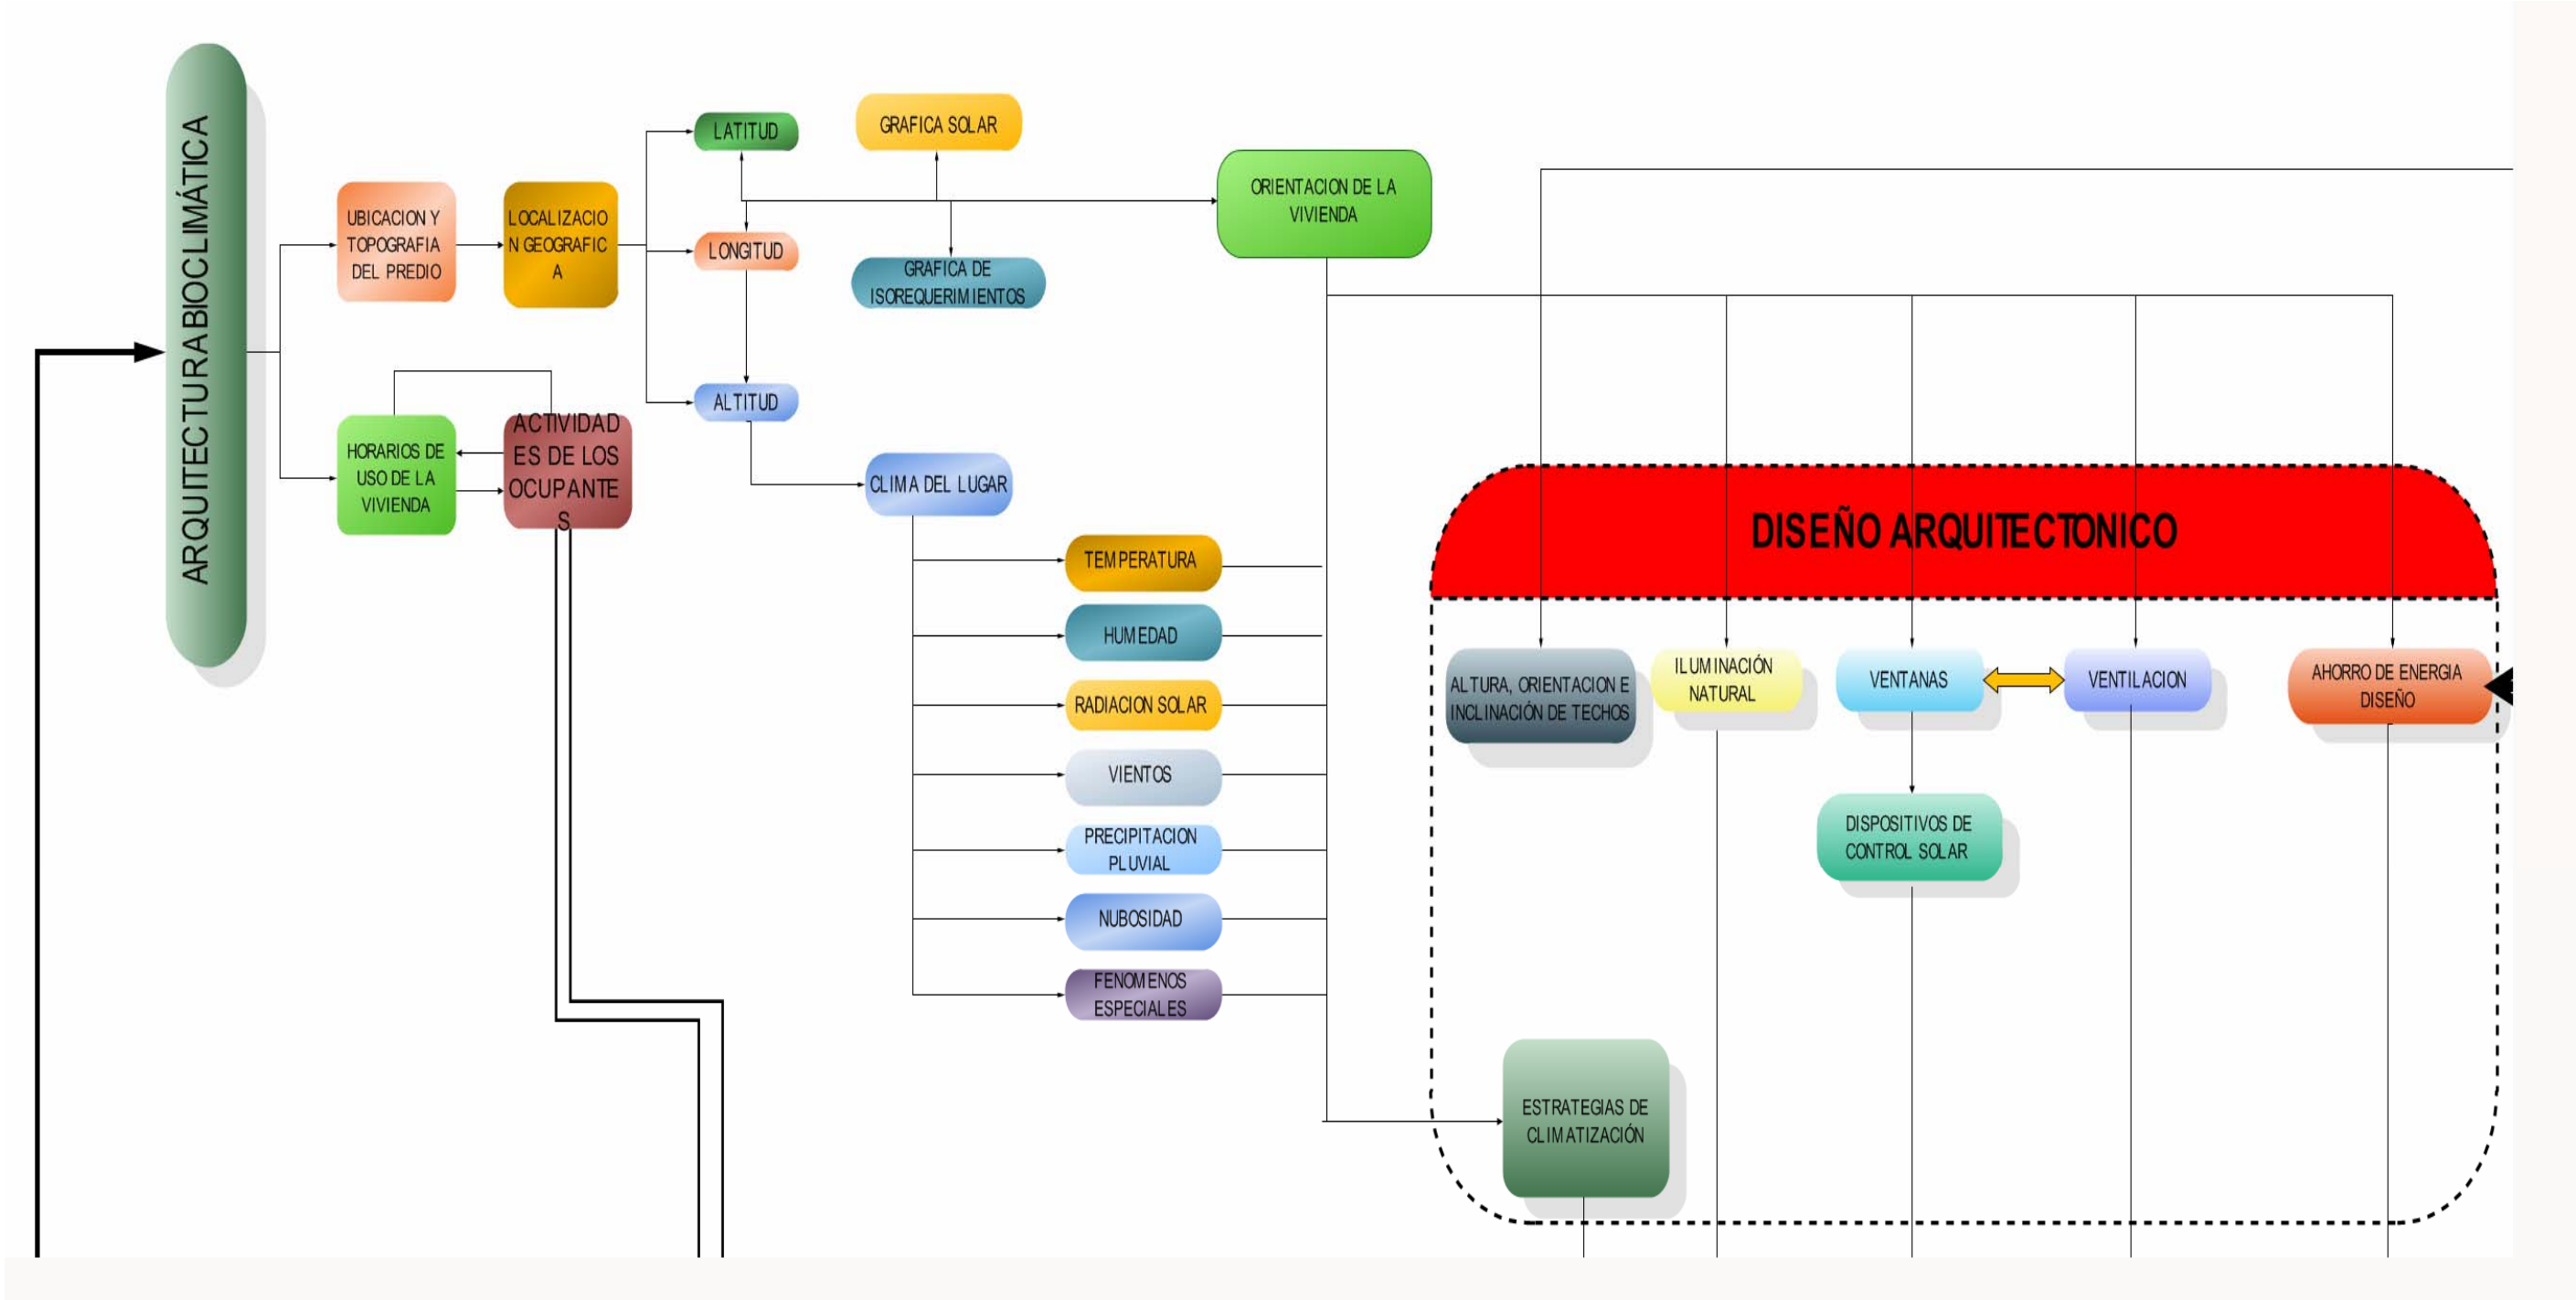 ARQUITECTURA BIOCLIMÁTICA
UBICACION Y
TOPOGRAFIA
DEL PREDIO
LOCALIZACIO
N GEOGRAFIC
A
HORARIOS DE
USO DE LA
VIVIENDA
ACTIVIDAD
ES DE LOS
OCUPANTE
S
LATITUD
LONGITUD
ALTITUD
GRAFICA SOLAR
GRAFICA DE
ISOREQUERIMIENTOS
ORIENTACION DE LA
VIVIENDA
CLIMA DEL LUGAR
TEMPERATURA
HUMEDAD
RADIACION SOLAR
VIENTOS
PRECIPITACION
PLUVIAL
NUBOSIDAD
FENOMENOS
ESPECIALES
DISEÑO ARQUITECTONICO
ALTURA, ORIENTACION E
INCLINACIÓN DE TECHOS
ILUMINACIÓN
NATURAL
VENTANAS
VENTILACION
AHORRO DE ENERGIA
DISEÑO
DISPOSITIVOS DE
CONTROL SOLAR
ESTRATEGIAS DE
CLIMATIZACIÓN